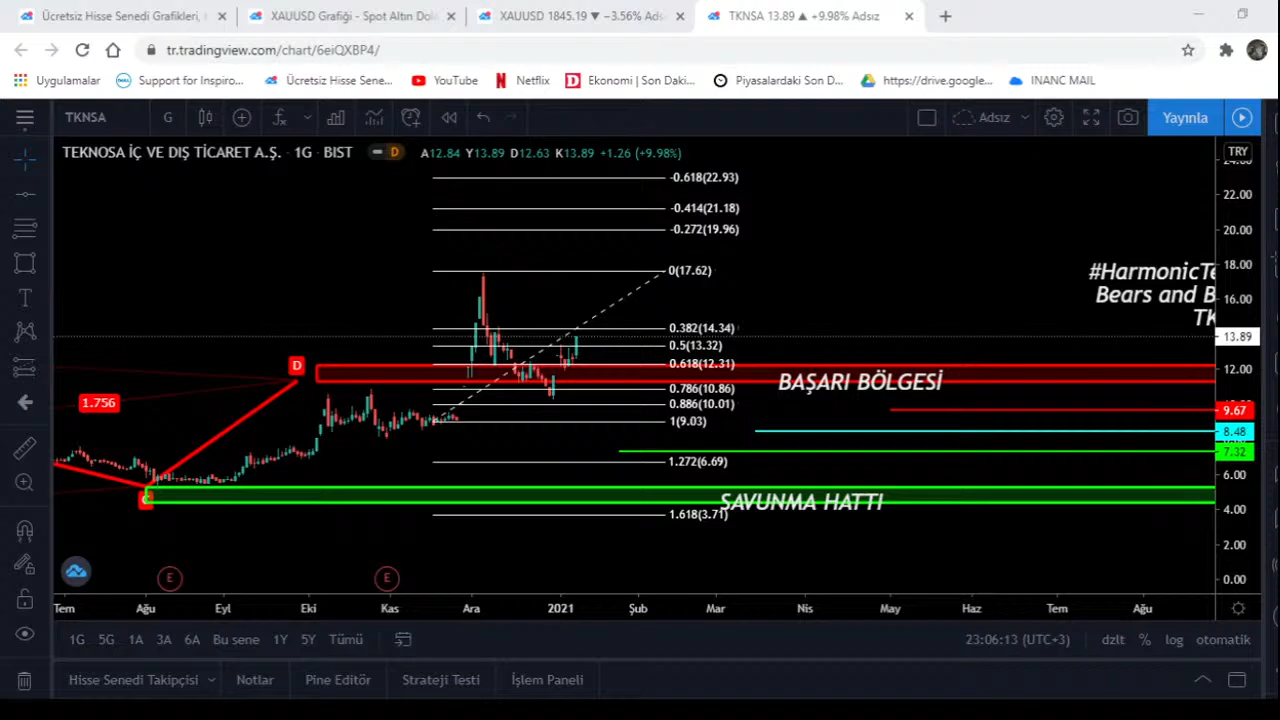 Ücretsiz Hisse Senedi Grafikleri, H
XAUUSD Grafiği - Spot Altın Dola
XAUUSD 1845.19 ▼ −3.56% Adsız
TKNSA 13.89 ▲ +9.98% Adsız
tr.tradingview.com/chart/6eiQXBP4/
Uygulamalar
Support for Inspiro...
Ücretsiz Hisse Sene...
YouTube
Netflix
Ekonomi | Son Daki...
Piyasalardaki Son D...
https://drive.google...
INANC MAIL
TKNSA
G
Adsız
Yayınla
TEKNOSA İÇ VE DIŞ TİCARET A.Ş. · 1G · BIST
D
A12.84 Y13.89 D12.63 K13.89 +1.26 (+9.98%)
TRY
-0.618(22.93)
22.00
-0.414(21.18)
-0.272(19.96)
20.00
0(17.62)
18.00
#HarmonicTe
Bears and B
16.00
TK
0.382(14.34)
13.89
0.5(13.32)
0.618(12.31)
D
12.00
BAŞARI BÖLGESİ
0.786(10.86)
1.756
0.886(10.01)
9.67
1(9.03)
8.48
7.32
1.272(6.69)
6.00
C
SAVUNMA HATTI
4.00
1.618(3.71)
2.00
E
E
0.00
Tem
Ağu
Eyl
Eki
Kas
Ara
2021
Şub
Mar
Nis
May
Haz
Tem
Ağu
1G
5G
1A
3A
6A
Bu sene
1Y
5Y
Tümü
23:06:13 (UTC+3)
dzlt
%
log
otomatik
Hisse Senedi Takipçisi
Notlar
Pine Editör
Strateji Testi
İşlem Paneli